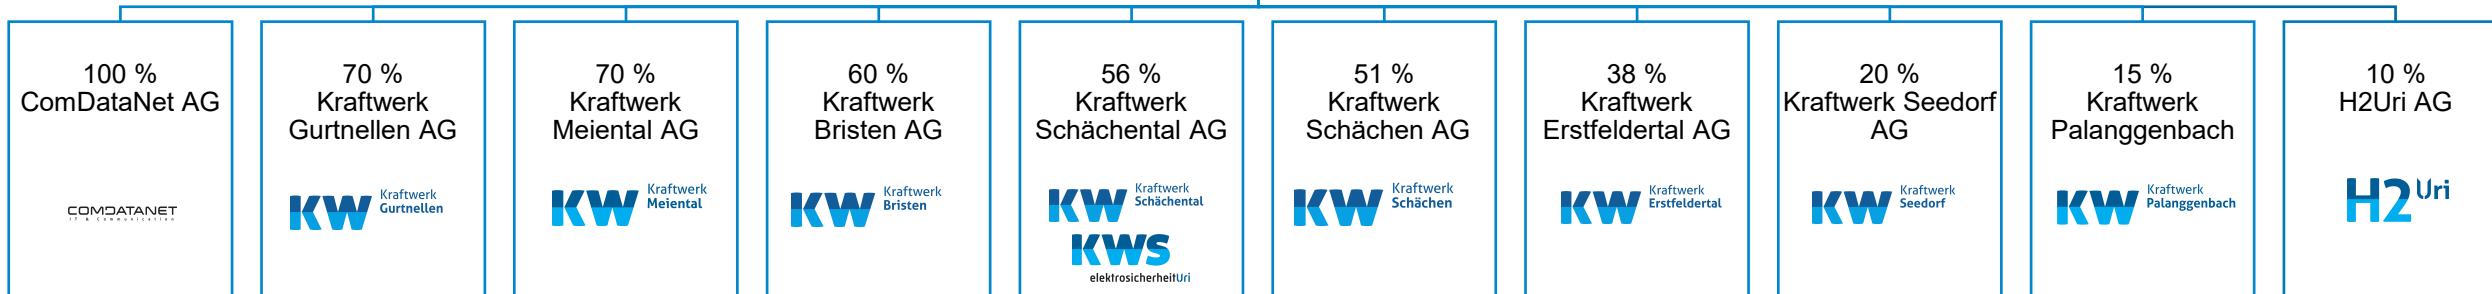 100 %
ComDataNet AG
COMDATANET
IT & Communication
70 %
Kraftwerk
Gurtnellen AG
KW Kraftwerk
Gurtnellen
70 %
Kraftwerk
Meiental AG
KW Kraftwerk
Meiental
60 %
Kraftwerk
Bristen AG
KW Kraftwerk
Bristen
56 %
Kraftwerk
Schächental AG
KW Kraftwerk
Schächental
KWS
elektrosicherheitUri
51 %
Kraftwerk
Schächen AG
KW Kraftwerk
Schächen
38 %
Kraftwerk
Erstfeldertal AG
KW Kraftwerk
Erstfeldertal
20 %
Kraftwerk Seedorf
AG
KW Kraftwerk
Seedorf
15 %
Kraftwerk
Palanggenbach
KW Kraftwerk
Palanggenbach
10 %
H2Uri AG
H2Uri